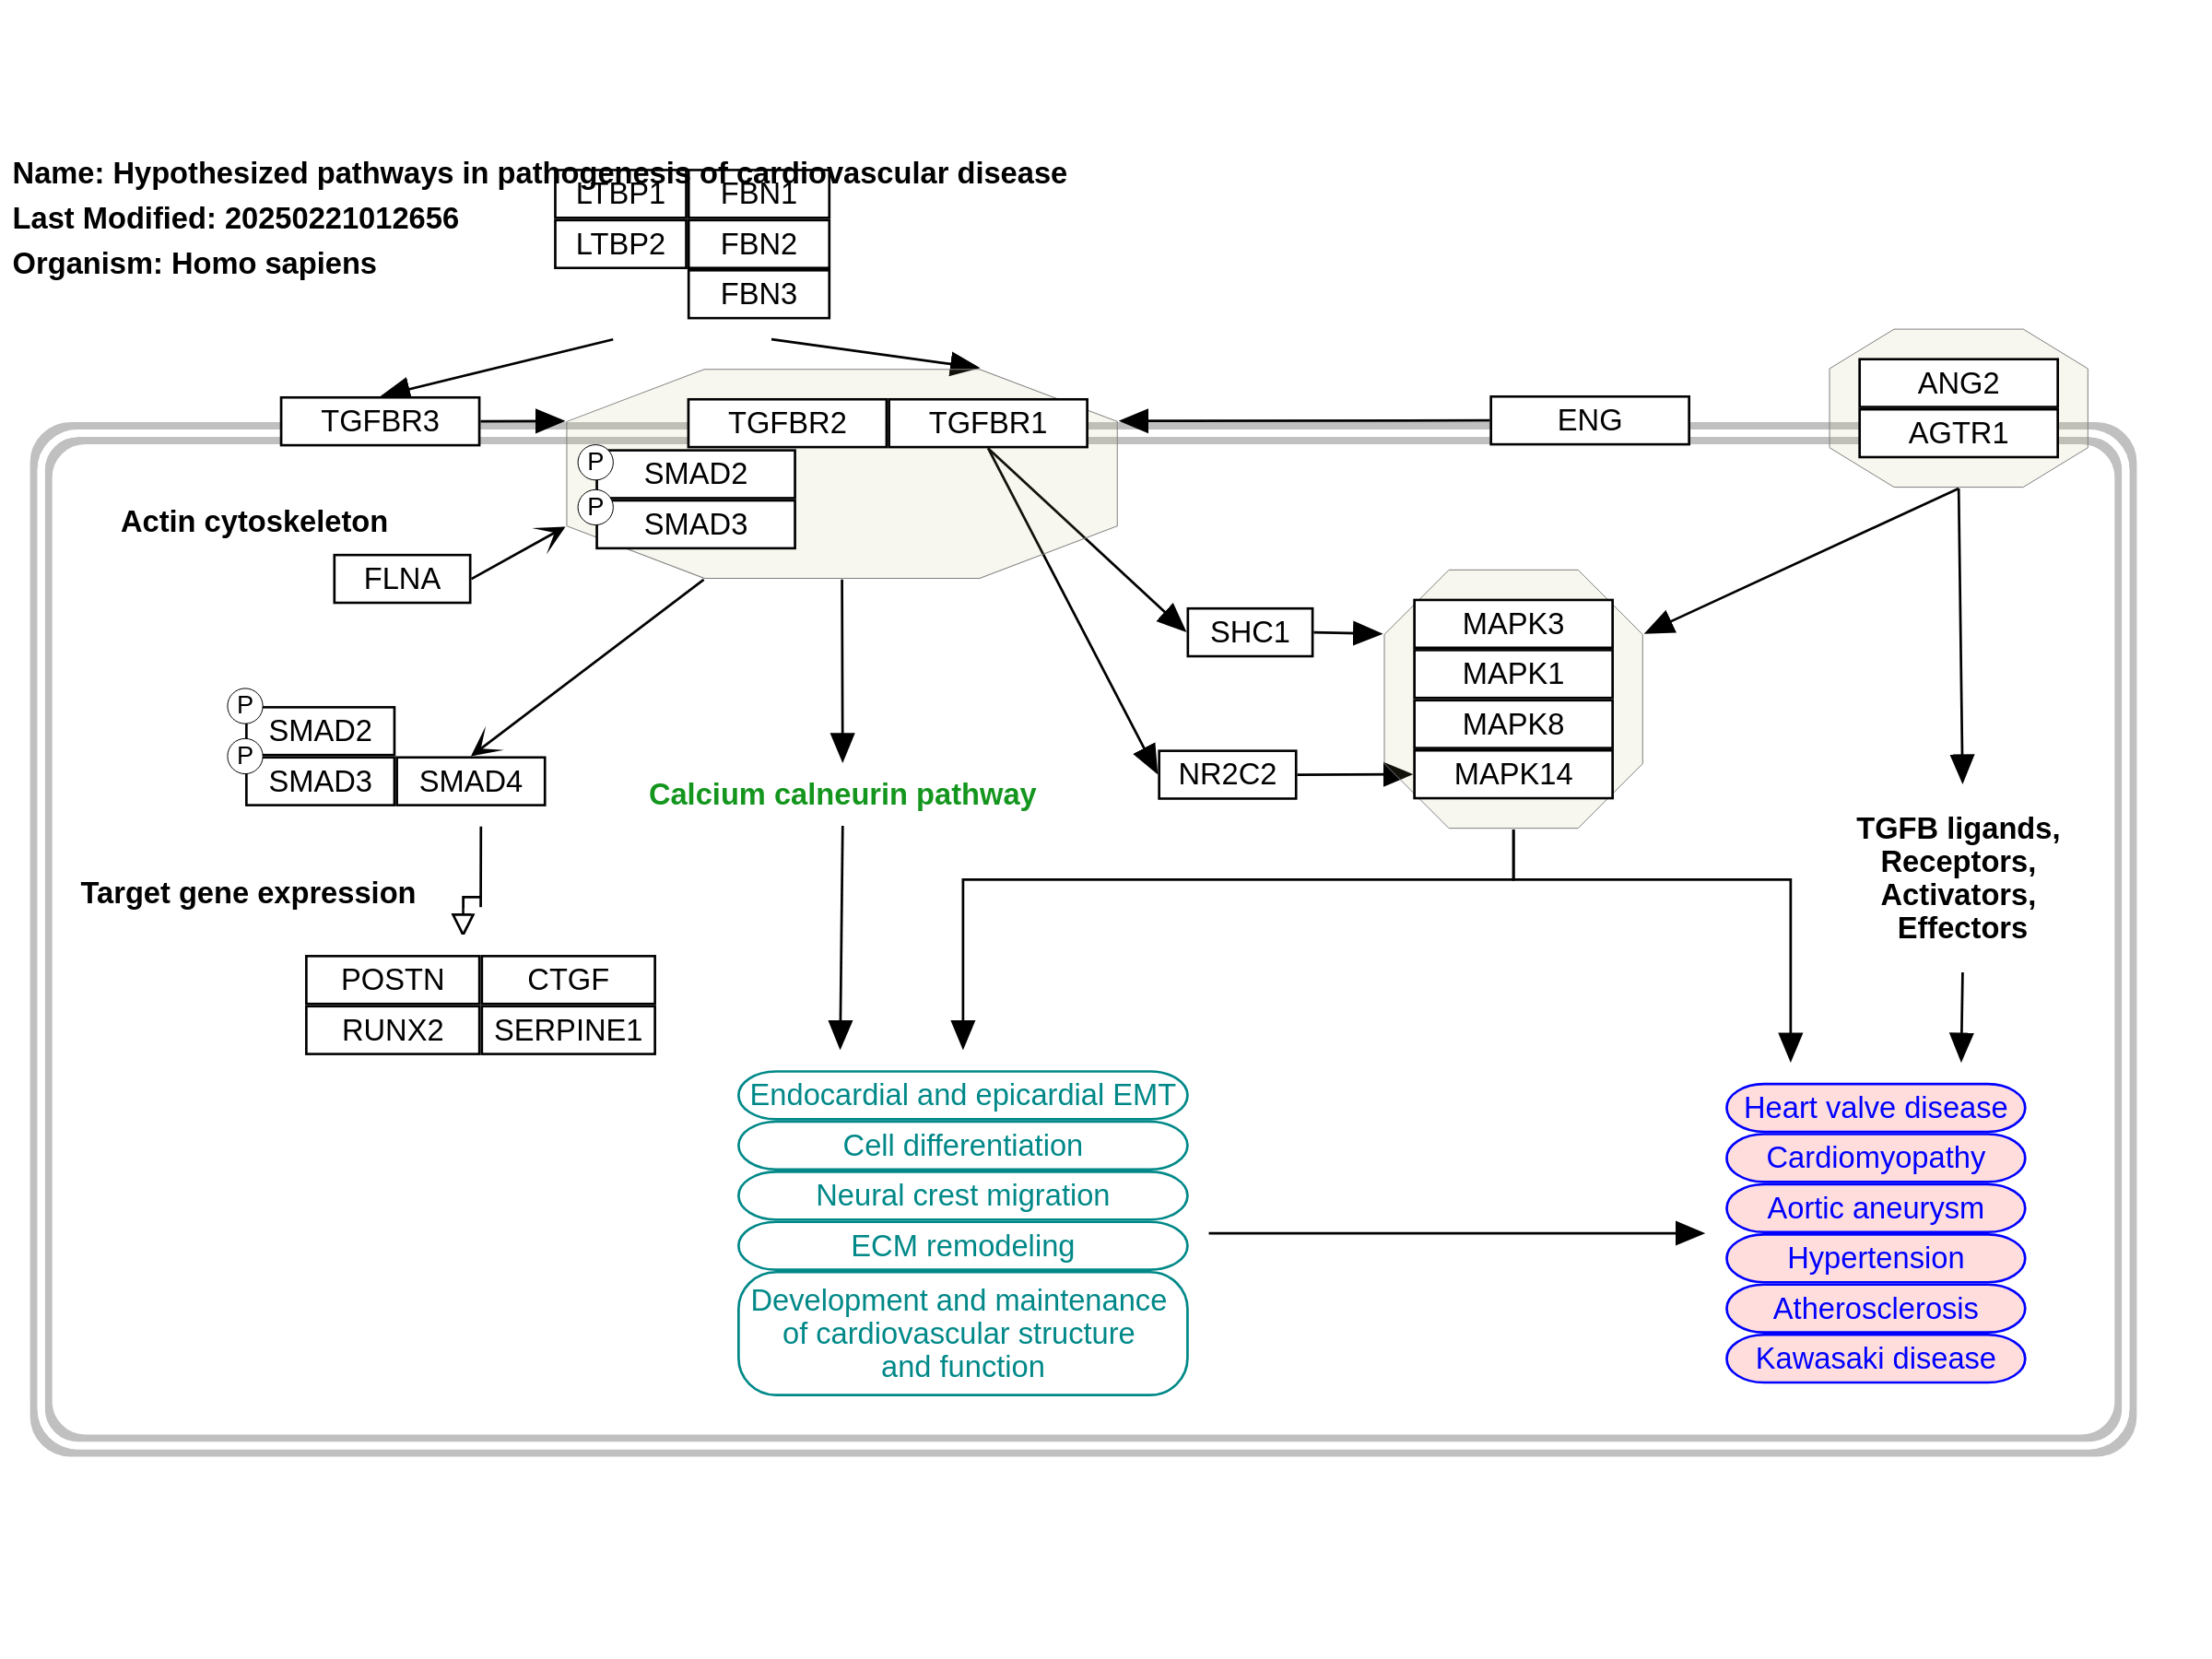 Name: Hypothesized pathways in pathogenesis of cardiovascular disease
Last Modified: 20250221012656
Organism: Homo sapiens
LTBP1
FBN1
LTBP2
FBN2
FBN3
TGFBR3
TGFBR2
TGFBR1
ENG
ANG2
AGTR1
P
SMAD2
P
SMAD3
Actin cytoskeleton
FLNA
SHC1
MAPK3
MAPK1
MAPK8
MAPK14
NR2C2
P
SMAD2
P
SMAD3
SMAD4
Calcium calneurin pathway
TGFB ligands,
Receptors,
Activators,
Effectors
Target gene expression
POSTN
CTGF
RUNX2
SERPINE1
Endocardial and epicardial EMT
Cell differentiation
Neural crest migration
ECM remodeling
Development and maintenance
of cardiovascular structure
and function
Heart valve disease
Cardiomyopathy
Aortic aneurysm
Hypertension
Atherosclerosis
Kawasaki disease